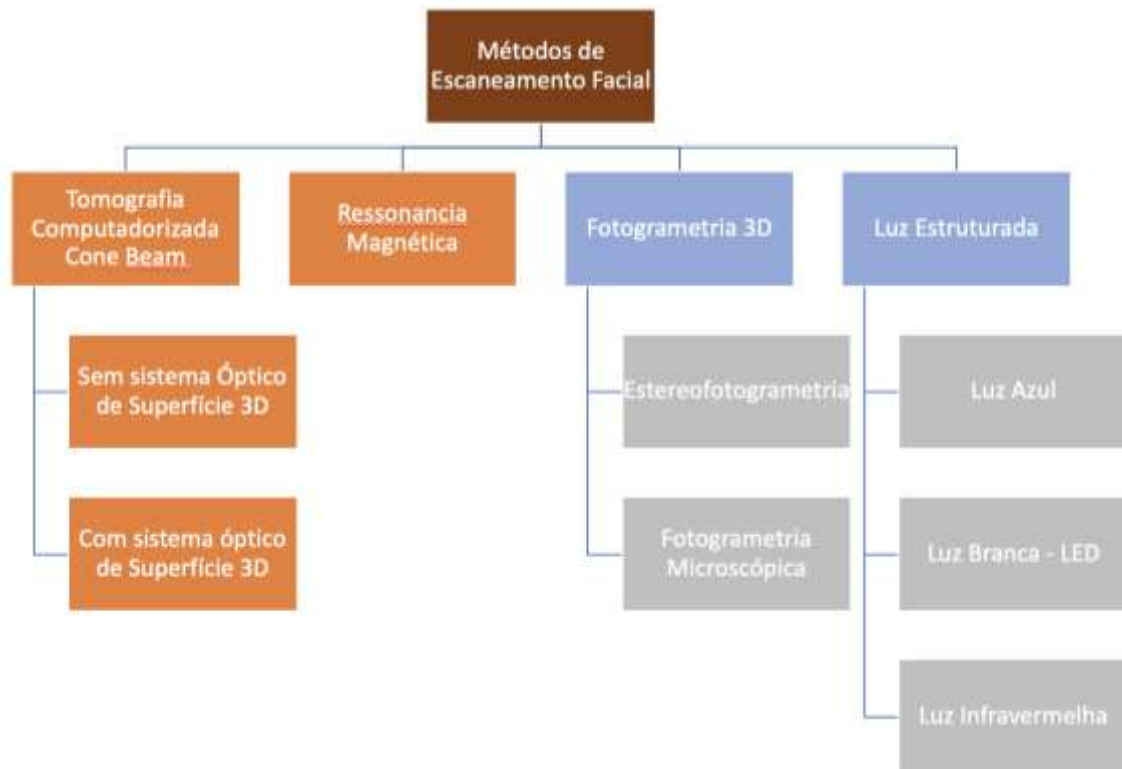 Métodos de
Escaneamento Facial
Tomografia
Computadorizada
Cone Beam
Ressonancia
Magnética
Fotogrametria 3D
Luz Estruturada
Sem sistema Óptico
de Superfície 3D
Estereofotogrametria
Luz Azul
Com sistema óptico
de Superfície 3D
Fotogrametria
Microscópica
Luz Branca - LED
Luz Infravermelha